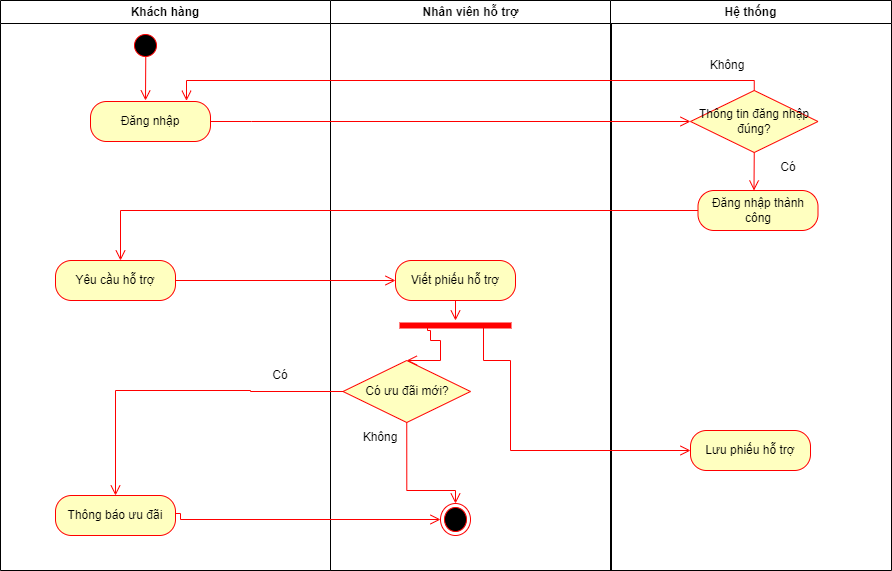 Khách hàng
Nhân viên hỗ trợ
Hệ thống
Không
Đăng nhập
Thông tin đăng nhập
đúng?
Có
Đăng nhập thành
công
Yêu cầu hỗ trợ
Viết phiếu hỗ trợ
Có
Có ưu đãi mới?
Không
Lưu phiếu hỗ trợ
Thông báo ưu đãi